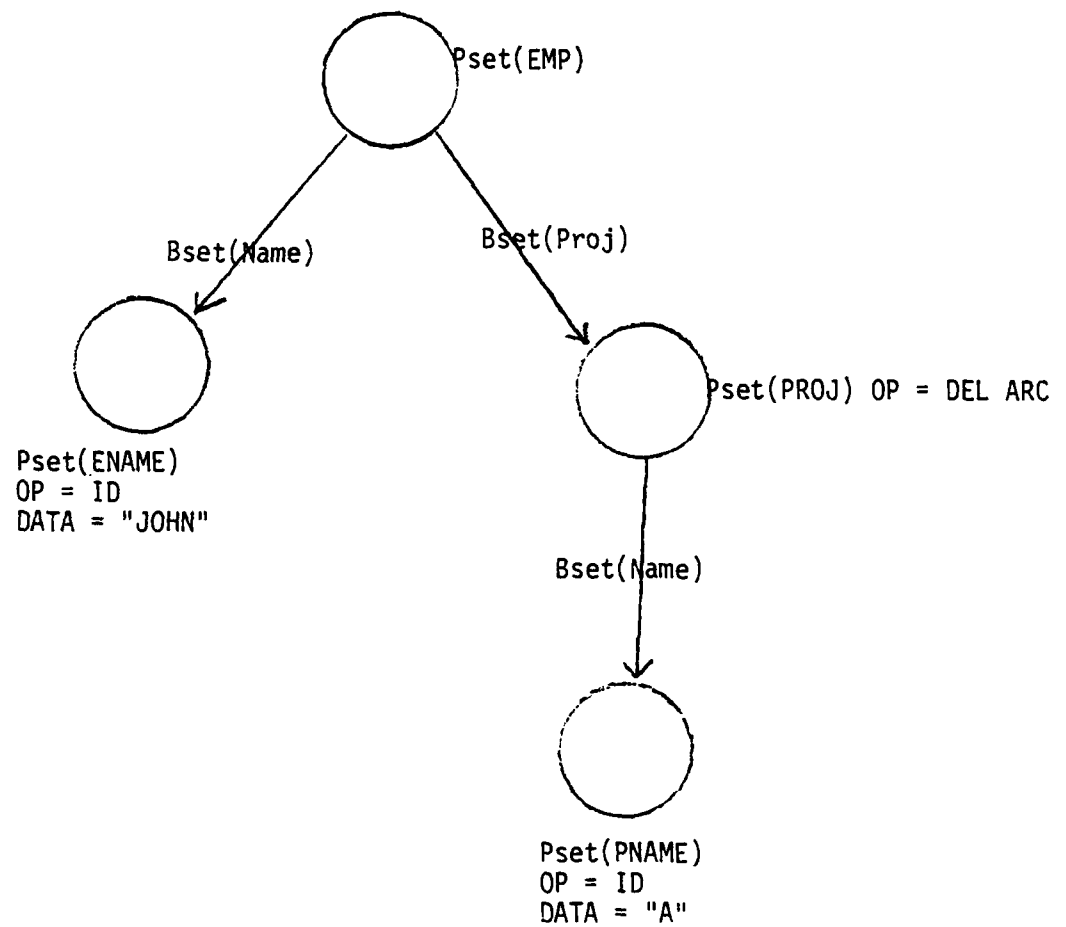 Pset(EMP)
Bset(Name)
Bset(Proj)
Pset(PROJ) OP = DEL ARC
Pset(ENAME)
OP = ID
DATA = "JOHN"
Bset(Name)
Pset(PNAME)
OP = ID
DATA = "A"